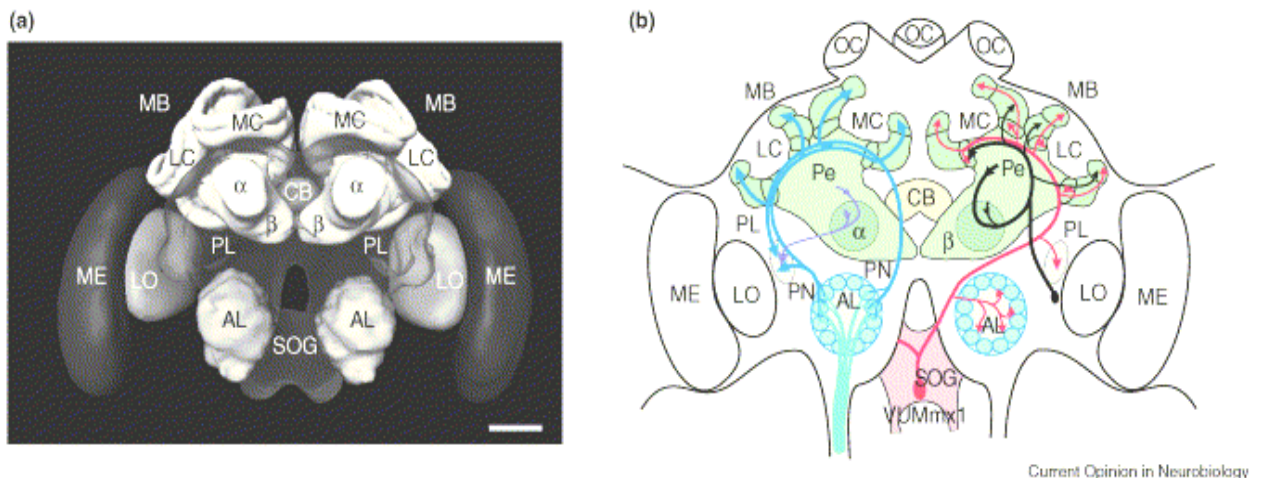 (a)
MB MB
MC MC
LC LC
α CB α
β β
PL PL
ME LO LO ME
AL AL
SOG
(b)
OC OC OC
MB MB
MC MC
LC LC
Pe Pe
CB
PL α β PL
PN
ME LO PN LO ME
AL AL
SOG
VUMmx1
Current Opinion in Neurobiology